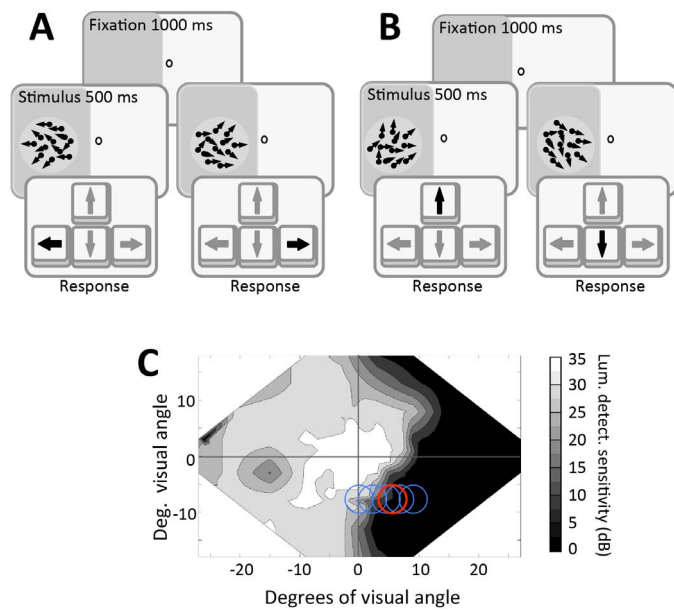 A
Fixation 1000 ms
Stimulus 500 ms
Response
Response
B
Fixation 1000 ms
Stimulus 500 ms
Response
Response
C
Deg. visual angle
10
0
-10
-20
-10
0
10
20
Degrees of visual angle
35
30
25
20
15
10
5
0
Lum. detect. sensitivity (dB)